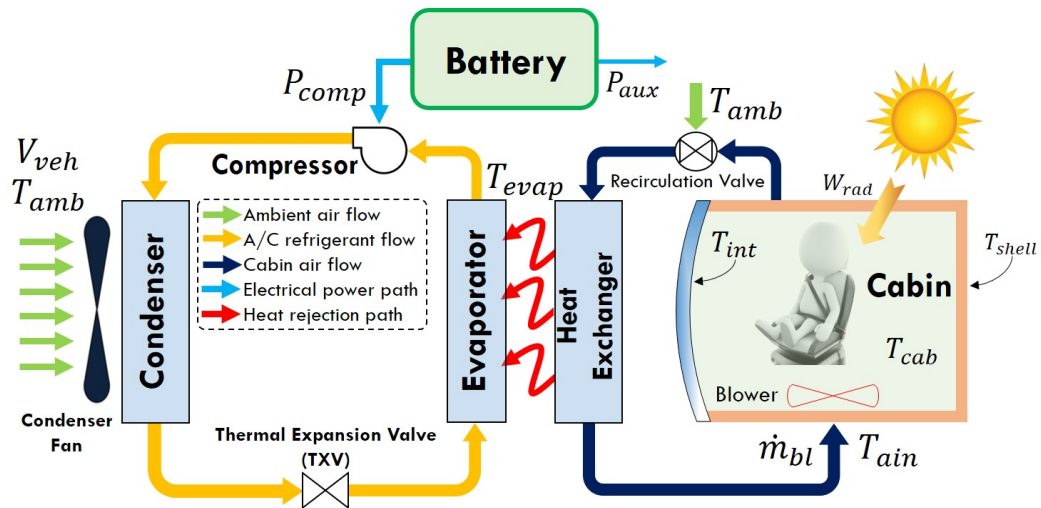 Battery
P_comp
P_aux
T_amb
V_veh
T_amb
Compressor
T_evap
Recirculation Valve
W_rad
Ambient air flow
A/C refrigerant flow
Cabin air flow
Electrical power path
Heat rejection path
Condenser
Evaporator
Heat
Exchanger
T_int
T_shell
Cabin
T_cab
Blower
Condenser
Fan
Thermal Expansion Valve
(TXV)
ṁ_bl
T_ain